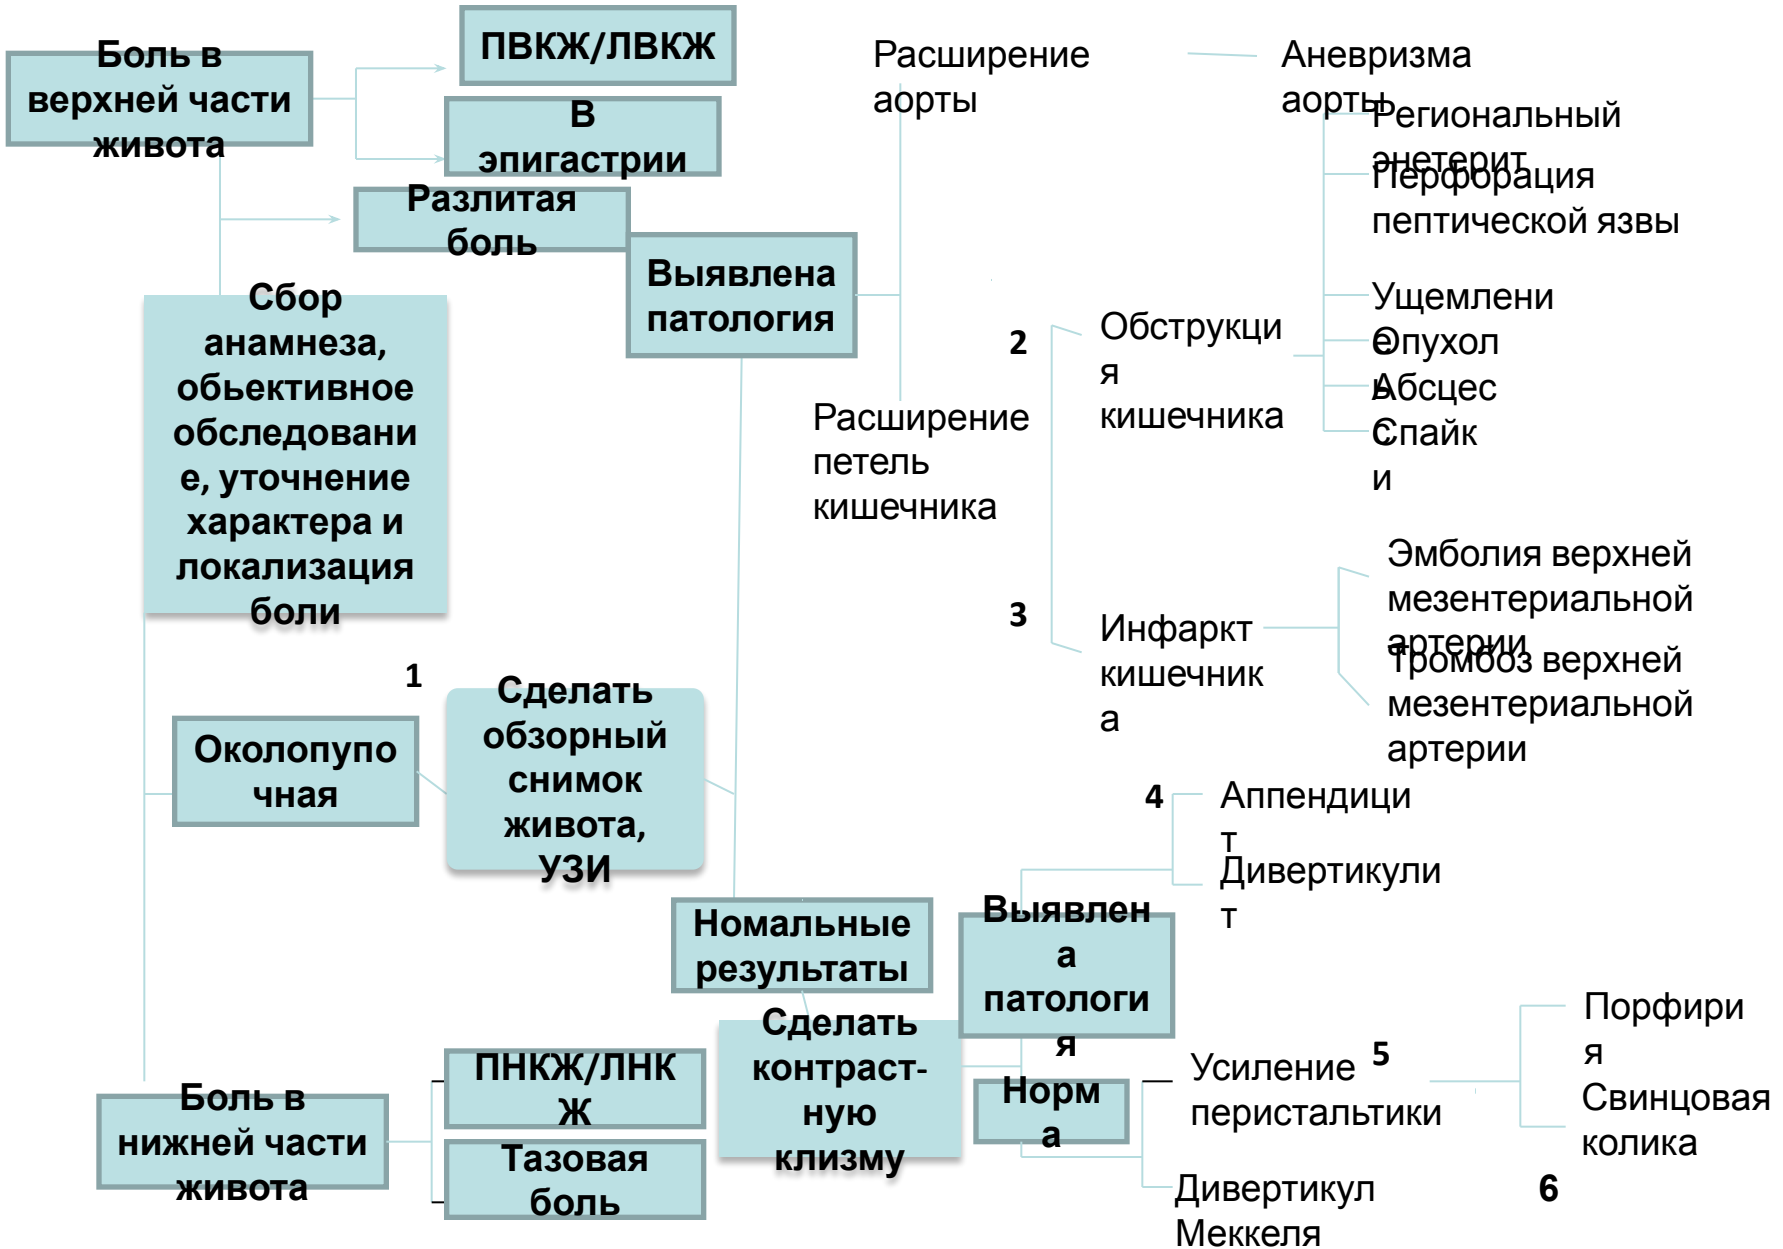 Боль в
верхней части
живота
ПВКЖ/ЛВКЖ
В
эпигастрии
Разлитая
боль
Сбор
анамнеза,
обьективное
обследовани
е, уточнение
характера и
локализация
боли
Выявлена
патология
Расширение
аорты
Аневризма
аорты
Региональный
энетерит
Перфорация
пептической язвы
2
Обструкци
я
кишечника
Ущемлени
е
Опухол
ь
Абсцес
с
Спайк
и
Расширение
петель
кишечника
3
Инфаркт
кишечник
а
Эмболия верхней
мезентериальной
артерии
Тромбоз верхней
мезентериальной
артерии
1
Околопупо
чная
Сделать
обзорный
снимок
живота,
УЗИ
4
Аппендици
т
Дивертикули
т
Номальные
результаты
Выявлен
а
патологи
я
Сделать
контраст-
ную
клизму
Норм
а
Усиление
перистальтики
5
Порфири
я
Свинцовая
колика
6
Дивертикул
Меккеля
Боль в
нижней части
живота
ПНКЖ/ЛНК
Ж
Тазовая
боль